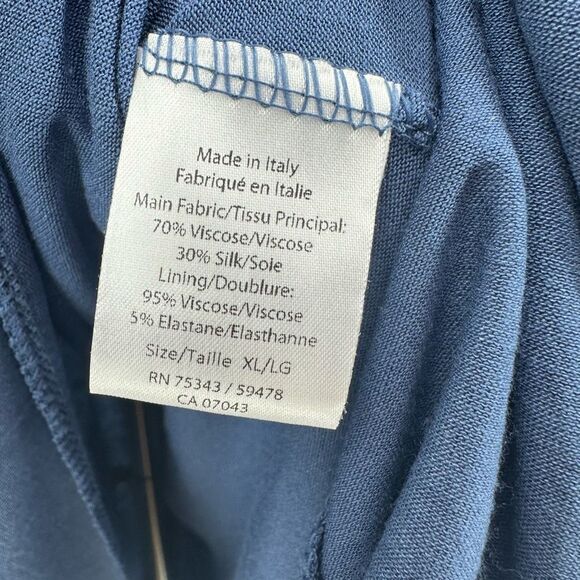 Made in Italy
Fabriqué en Italie
Main Fabric/Tissu Principal:
70% Viscose/Viscose
30% Silk/Soie
Lining/Doublure:
95% Viscose/Viscose
5% Elastane/Elasthanne
Size/Taille XL/LG
RN 75343 / 59478
CA 07043